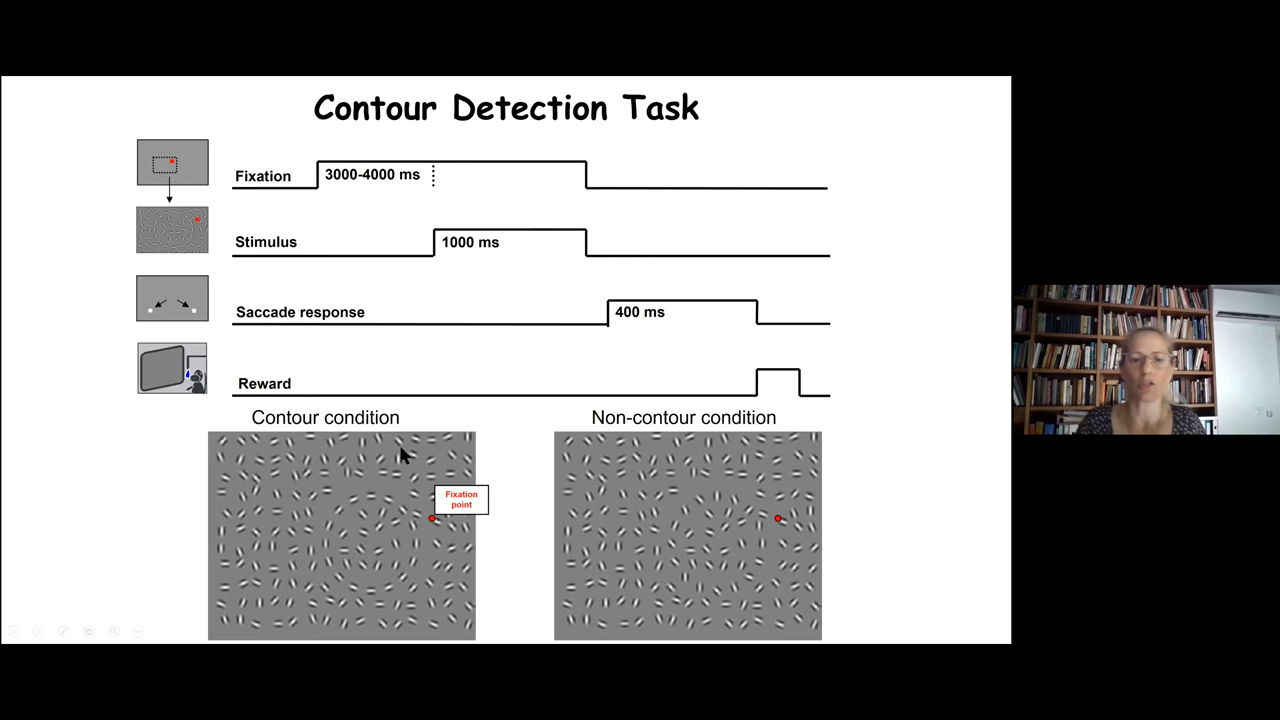 Contour Detection Task
Fixation
3000-4000 ms
Stimulus
1000 ms
Saccade response
400 ms
Reward
Contour condition
Non-contour condition
Fixation
point